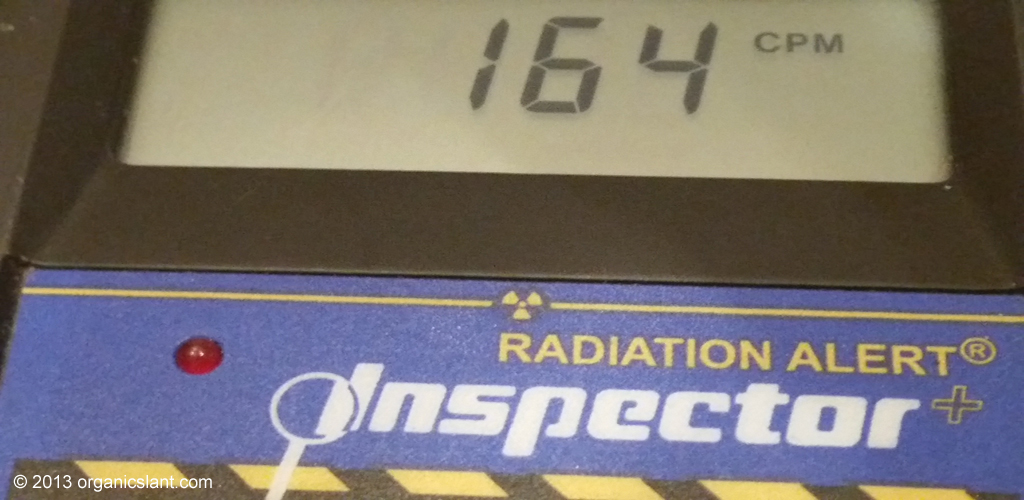 164 CPM
RADIATION ALERT®
Inspector+
© 2013 organicslant.com